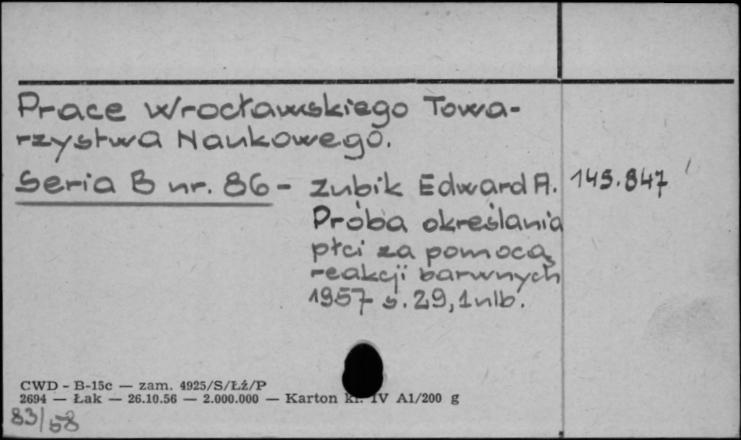 Prace Wrocławskiego Towa-
rzystwa Naukowego.
Seria B nr. 86 - Zubik Edward A. 145.847
Próba określania
płci za pomocą
reakcji barwnych
1957 s. 29, 1 nlb.
CWD - B-15c — zam. 4925/S/Łż/P
2694 — Łak — 26.10.56 — 2.000.000 — Karton kl. IV A1/200 g
83/58